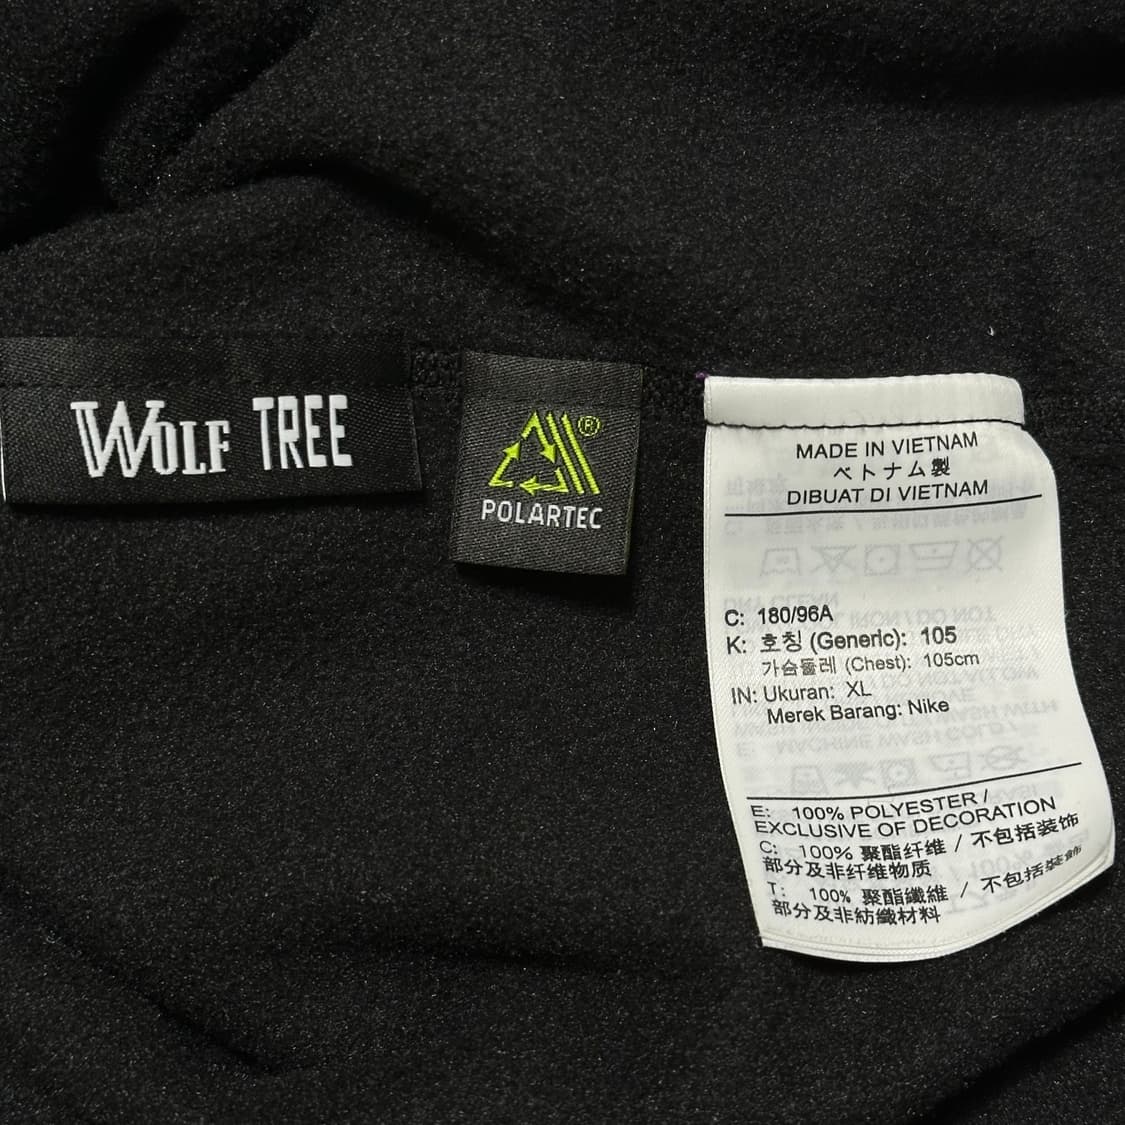 WOLF TREE
®
POLARTEC
MADE IN VIETNAM
ベトナム製
DIBUAT DI VIETNAM
C: 180/96A
K: 호칭 (Generic): 105
가슴둘레 (Chest): 105cm
IN: Ukuran: XL
Merek Barang: Nike
E: 100% POLYESTER /
EXCLUSIVE OF DECORATION
C: 100% 聚酯纤维 / 不包括装饰
部分及非纤维物质
T: 100% 聚酯纖維 / 不包括裝飾
部分及非紡織材料